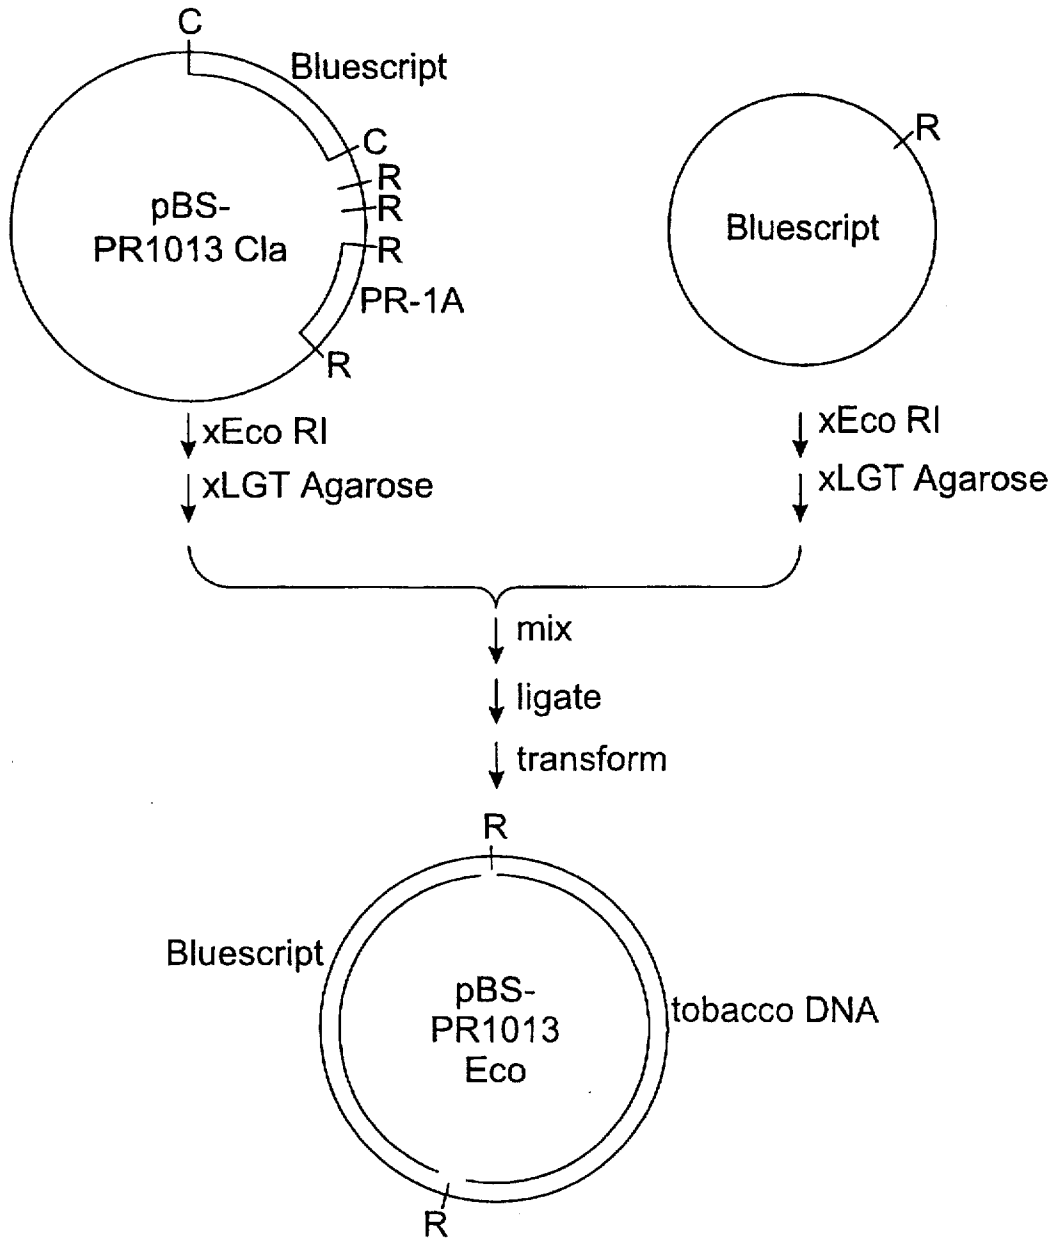 C
Bluescript
C
R
R
R
pBS-
PR1013 Cla
PR-1A
R
R
Bluescript
xEco RI
xLGT Agarose
xEco RI
xLGT Agarose
mix
ligate
transform
R
Bluescript
pBS-
PR1013
Eco
tobacco DNA
R